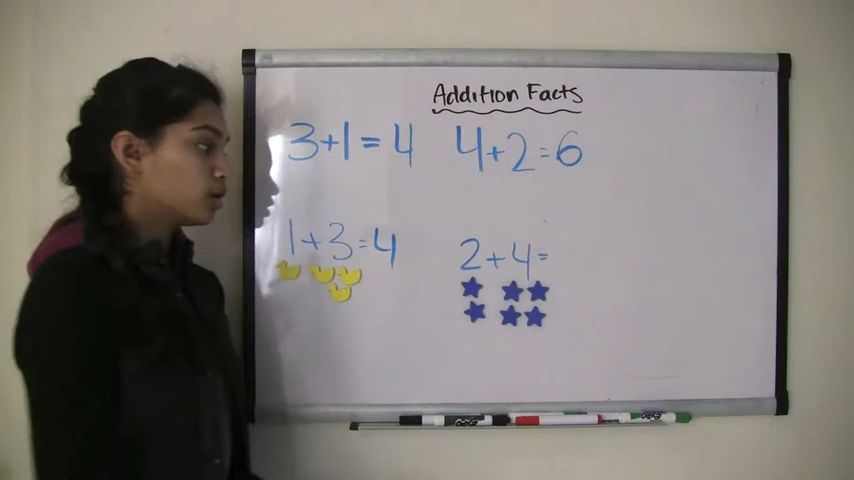 Addition Facts
3+1=4
4+2=6
1+3=4
2+4=